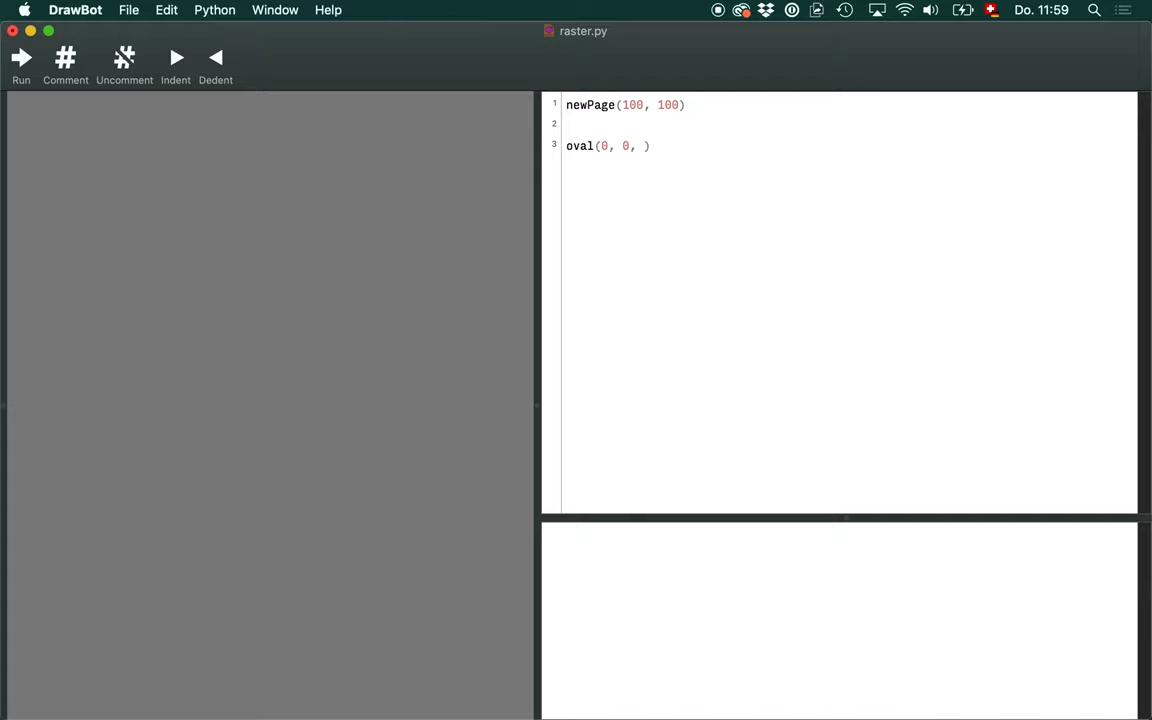 DrawBot File Edit Python Window Help Do. 11:59
raster.py
Run Comment Uncomment Indent Dedent
1 newPage(100, 100)
2
3 oval(0, 0, )